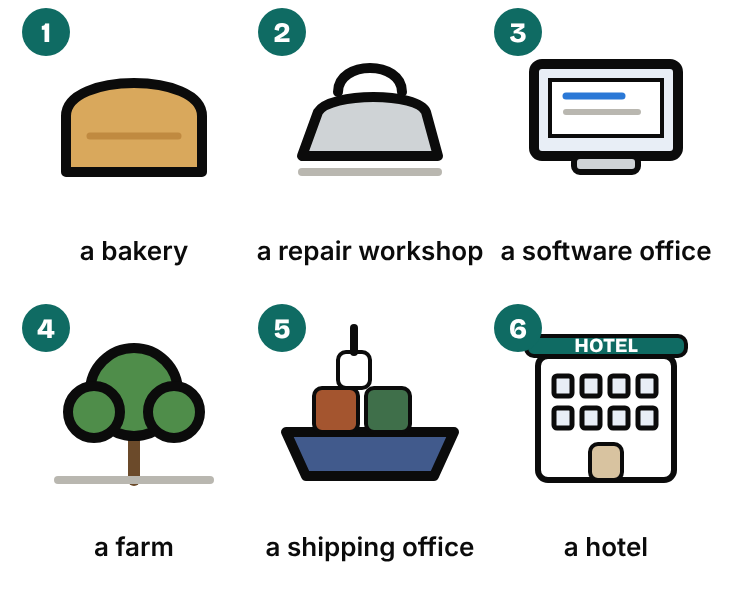 1
2
3
a bakery
a repair workshop
a software office
4
5
6
HOTEL
a farm
a shipping office
a hotel